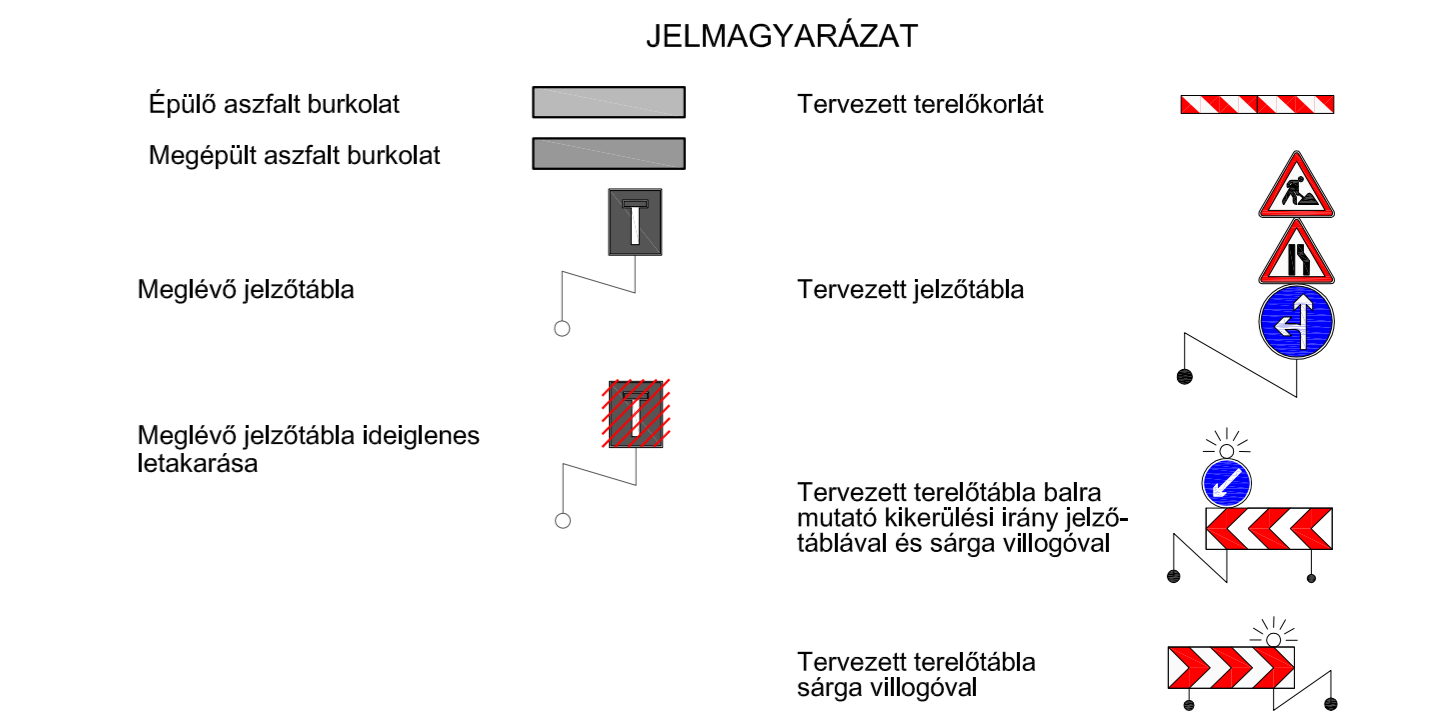 JELMAGYARÁZAT
Épülő aszfalt burkolat
Megépült aszfalt burkolat
Meglévő jelzőtábla
Meglévő jelzőtábla ideiglenes
letakarása
Tervezett terelőkorlát
Tervezett jelzőtábla
Tervezett terelőtábla balra
mutató kikerülési irány jelző-
táblával és sárga villogóval
Tervezett terelőtábla
sárga villogóval